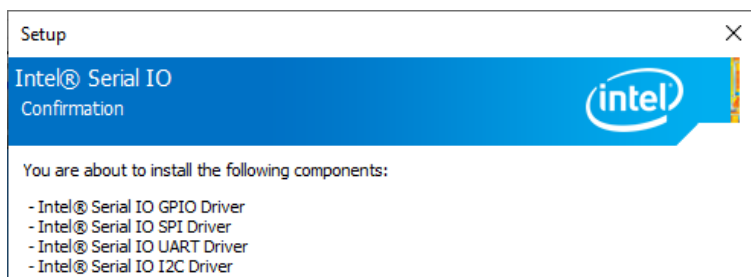 Setup
Intel® Serial IO
Confirmation
intel
You are about to install the following components:
- Intel® Serial IO GPIO Driver
- Intel® Serial IO SPI Driver
- Intel® Serial IO UART Driver
- Intel® Serial IO I2C Driver